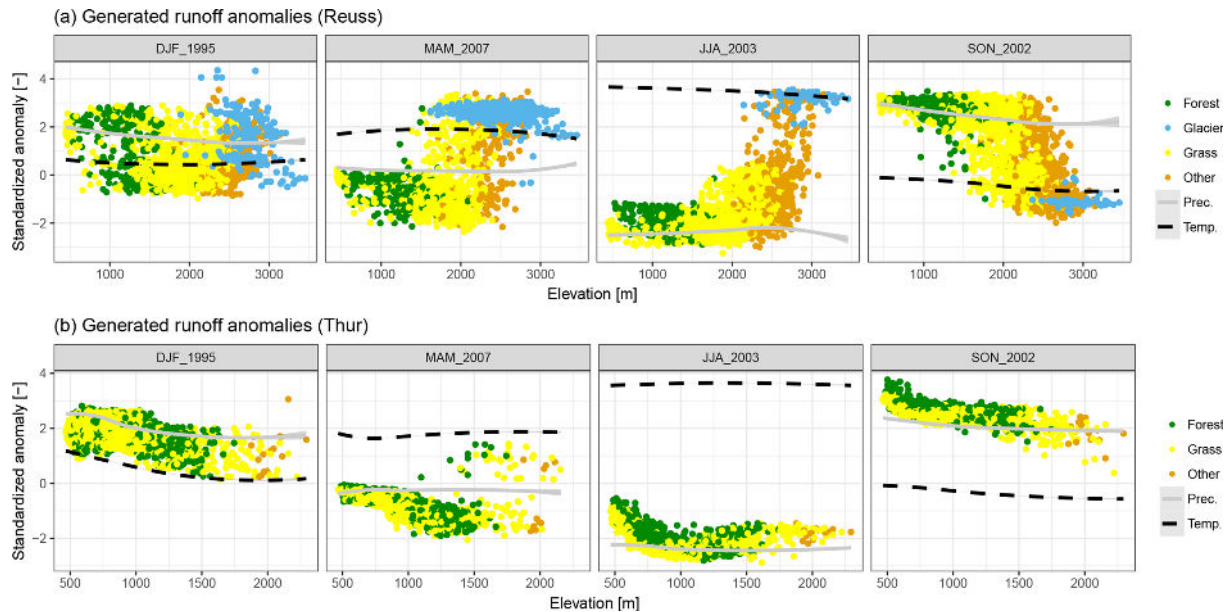 (a) Generated runoff anomalies (Reuss)
DJF_1995 MAM_2007 JJA_2003 SON_2002
Standardized anomaly [−]
4
2
0
−2
1000 2000 3000 1000 2000 3000 1000 2000 3000 1000 2000 3000
Elevation [m]
Forest
Glacier
Grass
Other
Prec.
Temp.
(b) Generated runoff anomalies (Thur)
DJF_1995 MAM_2007 JJA_2003 SON_2002
Standardized anomaly [−]
4
2
0
−2
500 1000 1500 2000 500 1000 1500 2000 500 1000 1500 2000 500 1000 1500 2000
Elevation [m]
Forest
Grass
Other
Prec.
Temp.